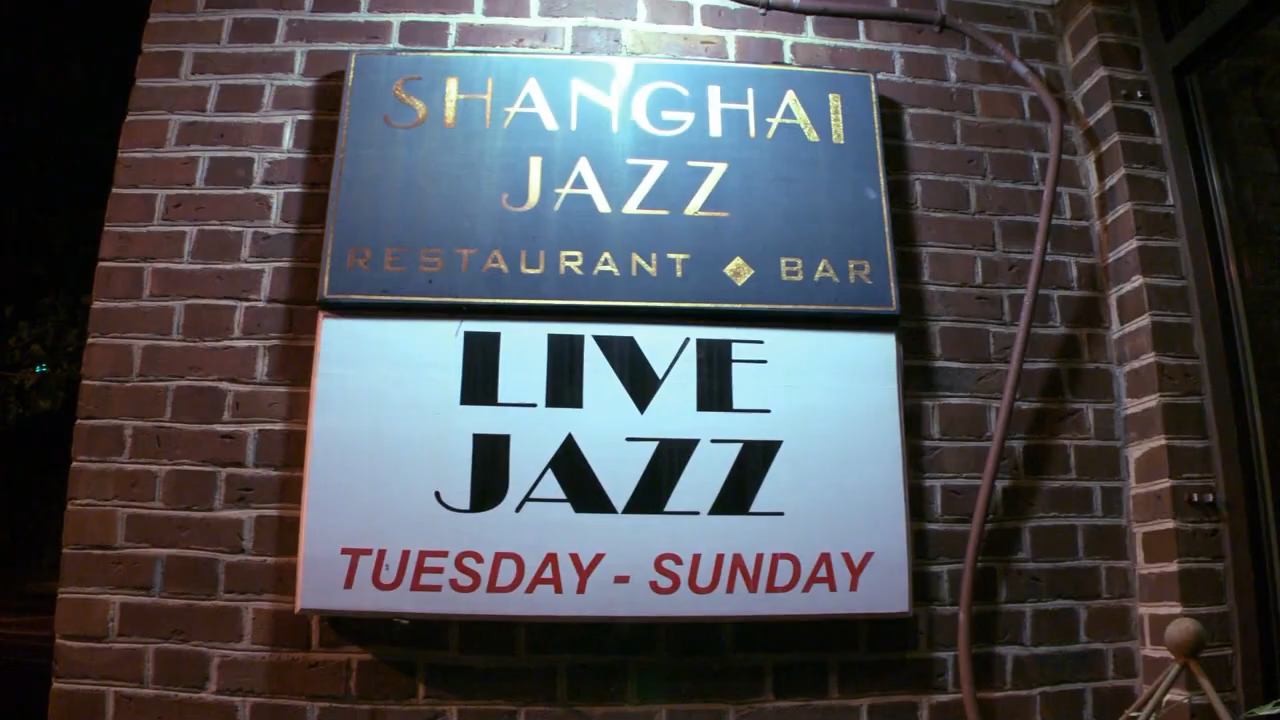 SHANGHAI
JAZZ
RESTAURANT ◆ BAR
LIVE
JAZZ
TUESDAY - SUNDAY